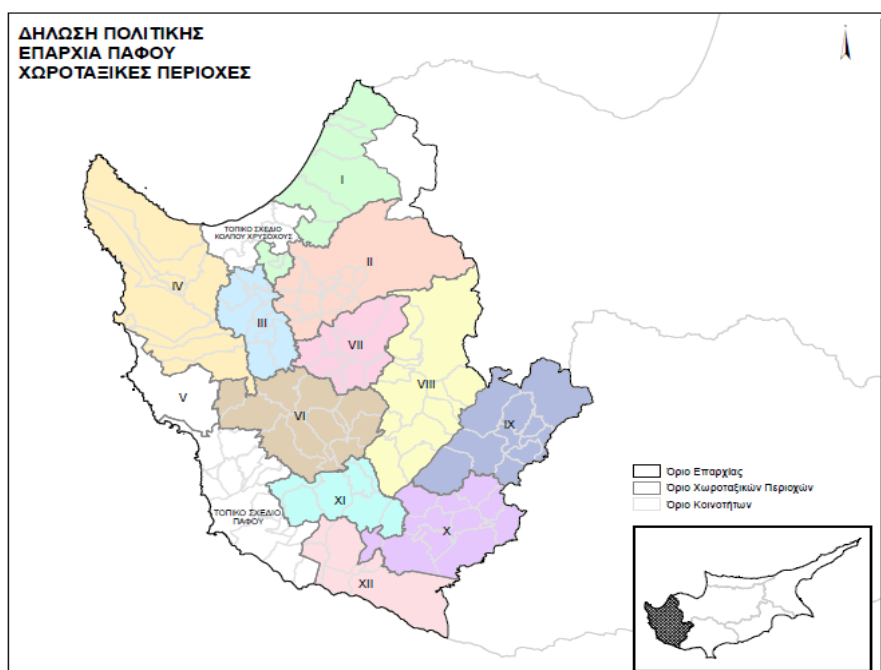 ΔΗΛΩΣΗ ΠΟΛΙΤΙΚΗΣ
ΕΠΑΡΧΙΑ ΠΑΦΟΥ
ΧΩΡΟΤΑΞΙΚΕΣ ΠΕΡΙΟΧΕΣ
I
ΤΟΠΙΚΟ ΣΧΕΔΙΟ
ΚΟΛΠΟΥ ΧΡΥΣΟΧΟΥΣ
II
IV
III
VII
VIII
V
VI
IX
XI
ΤΟΠΙΚΟ ΣΧΕΔΙΟ
ΠΑΦΟΥ
X
XII
Όριο Επαρχίας
Όριο Χωροταξικών Περιοχών
Όριο Κοινοτήτων